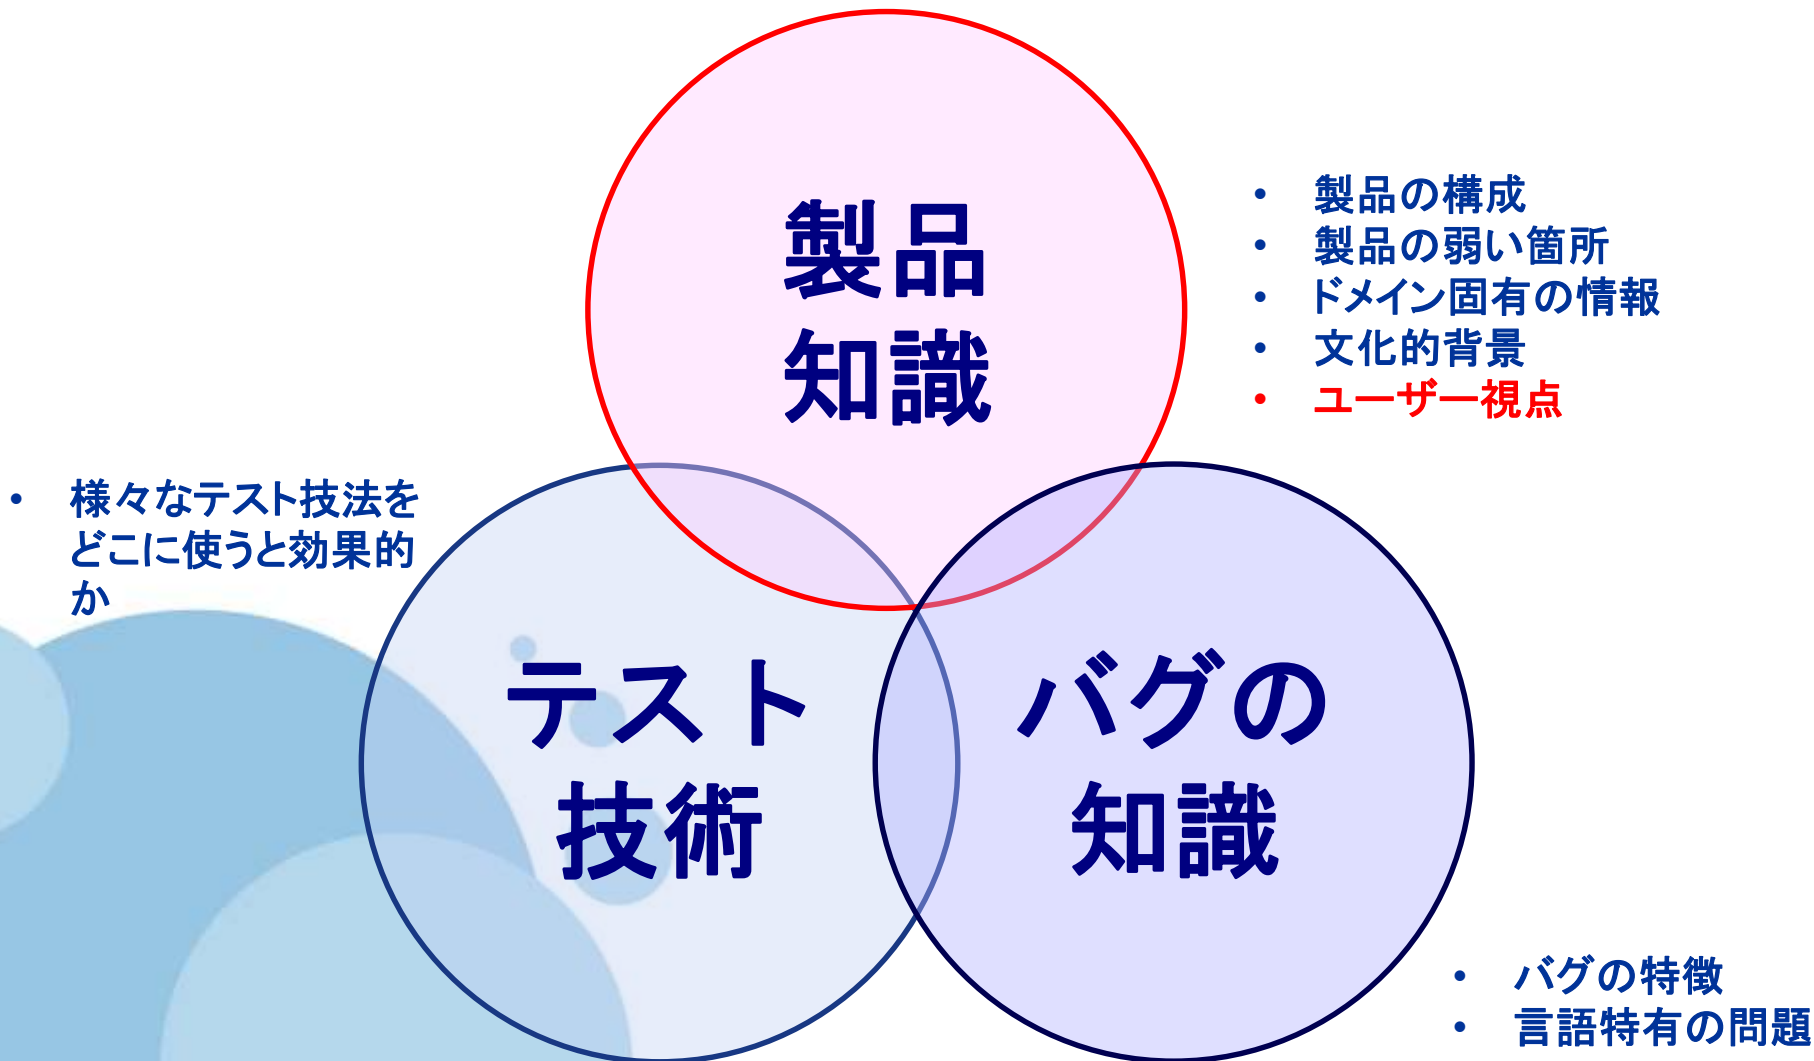 製品
知識
• 製品の構成
• 製品の弱い箇所
• ドメイン固有の情報
• 文化的背景
• ユーザー視点
• 様々なテスト技法を
どこに使うと効果的
か
テスト
技術
バグの
知識
• バグの特徴
• 言語特有の問題